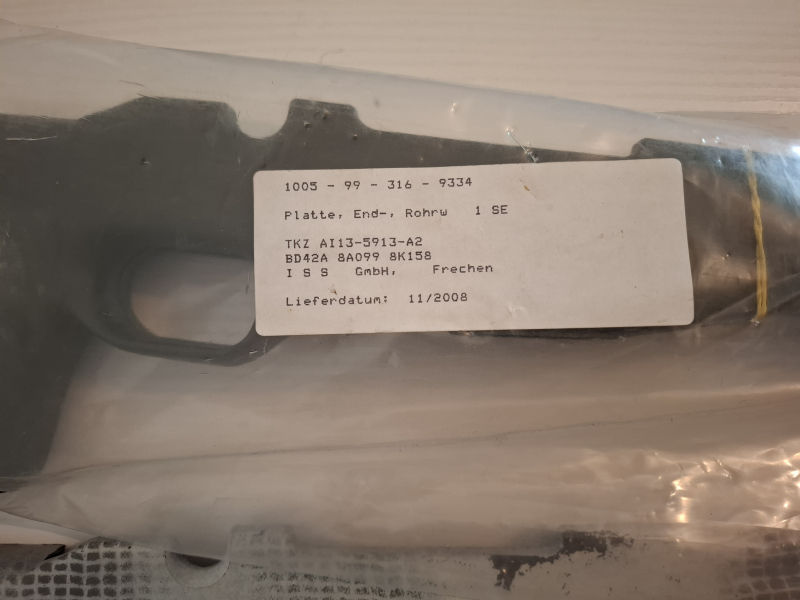 1005 - 99 - 316 - 9334
Platte, End-, Rohrw 1 SE
TKZ AI13-5913-A2
BD42A 8A099 8K158
I S S GmbH, Frechen
Lieferdatum: 11/2008